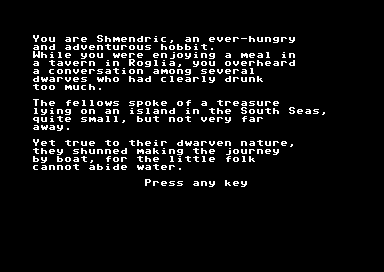 You are Shmendric, an ever-hungry
and adventurous hobbit.
While you were enjoying a meal in
a tavern in Roglia, you overheard
a conversation among several
dwarves who had clearly drunk
too much.
The fellows spoke of a treasure
lying on an island in the South Seas,
quite small, but not very far
away.
Yet true to their dwarven nature,
they shunned making the journey
by boat, for the little folk
cannot abide water.
Press any key